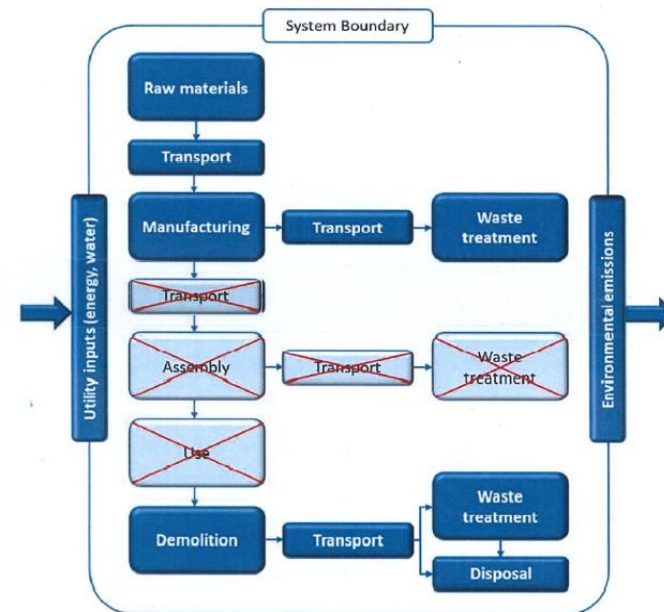 System Boundary
Raw materials
Transport
Utility inputs (energy, water)
Manufacturing
Transport
Waste
treatment
Environmental emissions
Transport
Assembly
Transport
Waste
treatment
Use
Demolition
Transport
Waste
treatment
Disposal